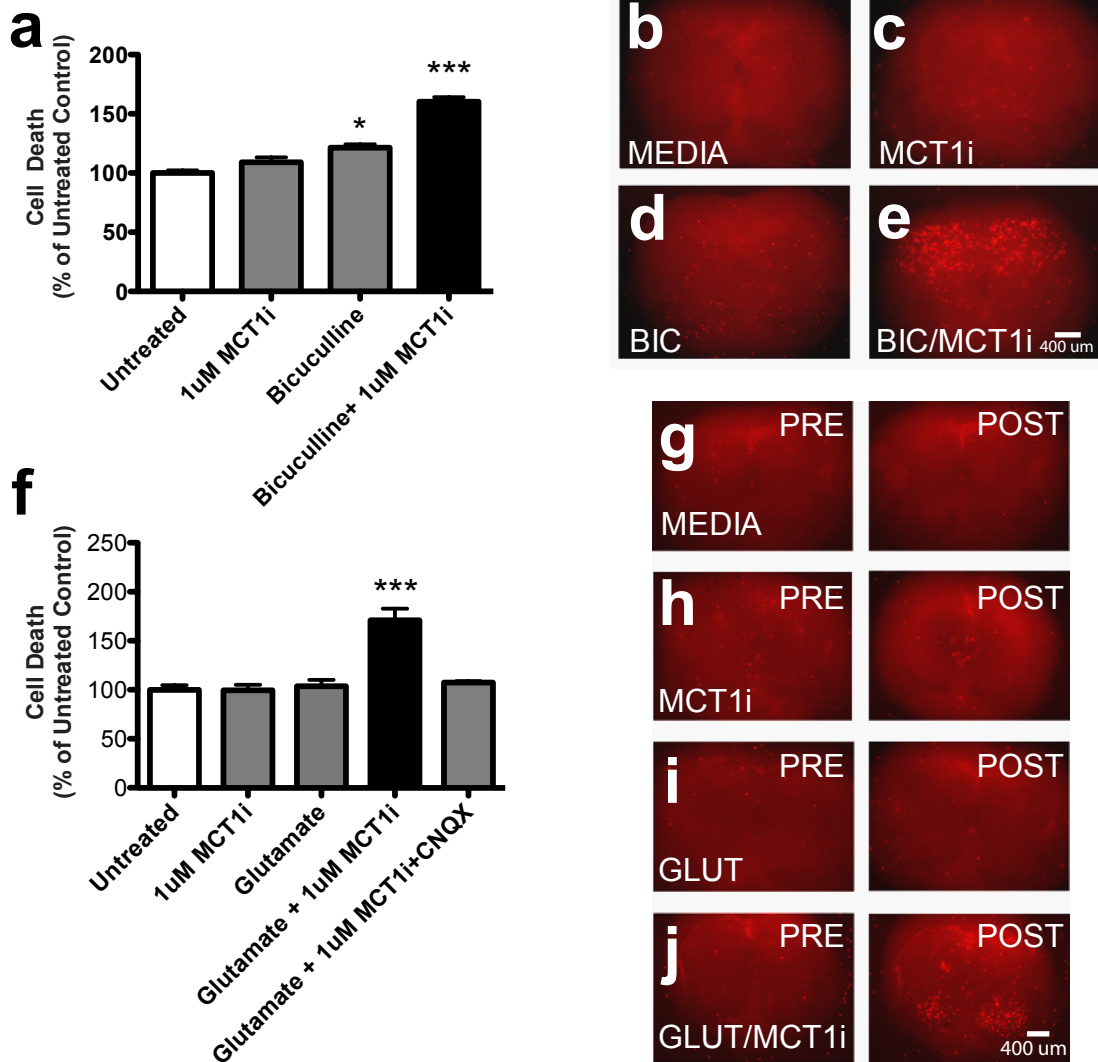 a
200
150
100
50
0
Cell Death
(% of Untreated Control)
*
***
Untreated
1uM MCT1i
Bicuculline
Bicuculline+ 1uM MCT1i
b
MEDIA
c
MCT1i
d
BIC
e
BIC/MCT1i
400 um
f
250
200
150
100
50
0
Cell Death
(% of Untreated Control)
***
Untreated
1uM MCT1i
Glutamate
Glutamate + 1uM MCT1i
Glutamate + 1uM MCT1i+CNQX
g
PRE
POST
MEDIA
h
PRE
POST
MCT1i
i
PRE
POST
GLUT
j
PRE
POST
GLUT/MCT1i
400 um